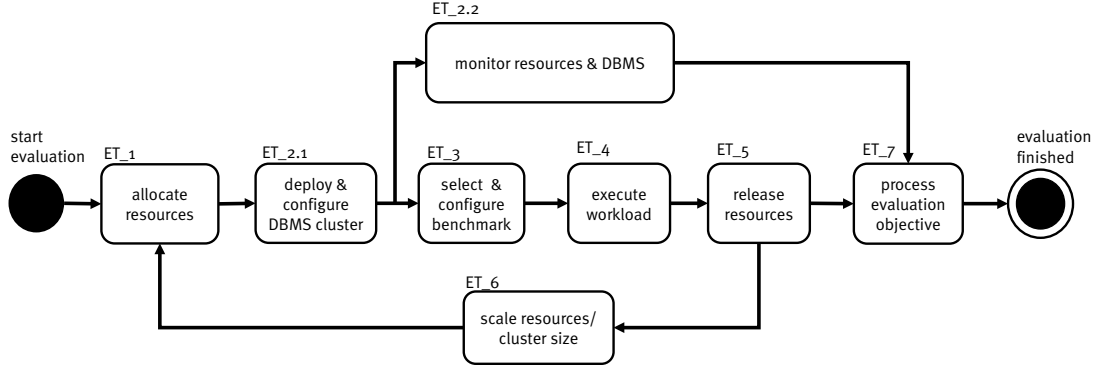 ET_2.2
monitor resources & DBMS
start
evaluation
ET_1
allocate
resources
ET_2.1
deploy &
configure
DBMS cluster
ET_3
select &
configure
benchmark
ET_4
execute
workload
ET_5
release
resources
ET_7
process
evaluation
objective
evaluation
finished
ET_6
scale resources/
cluster size